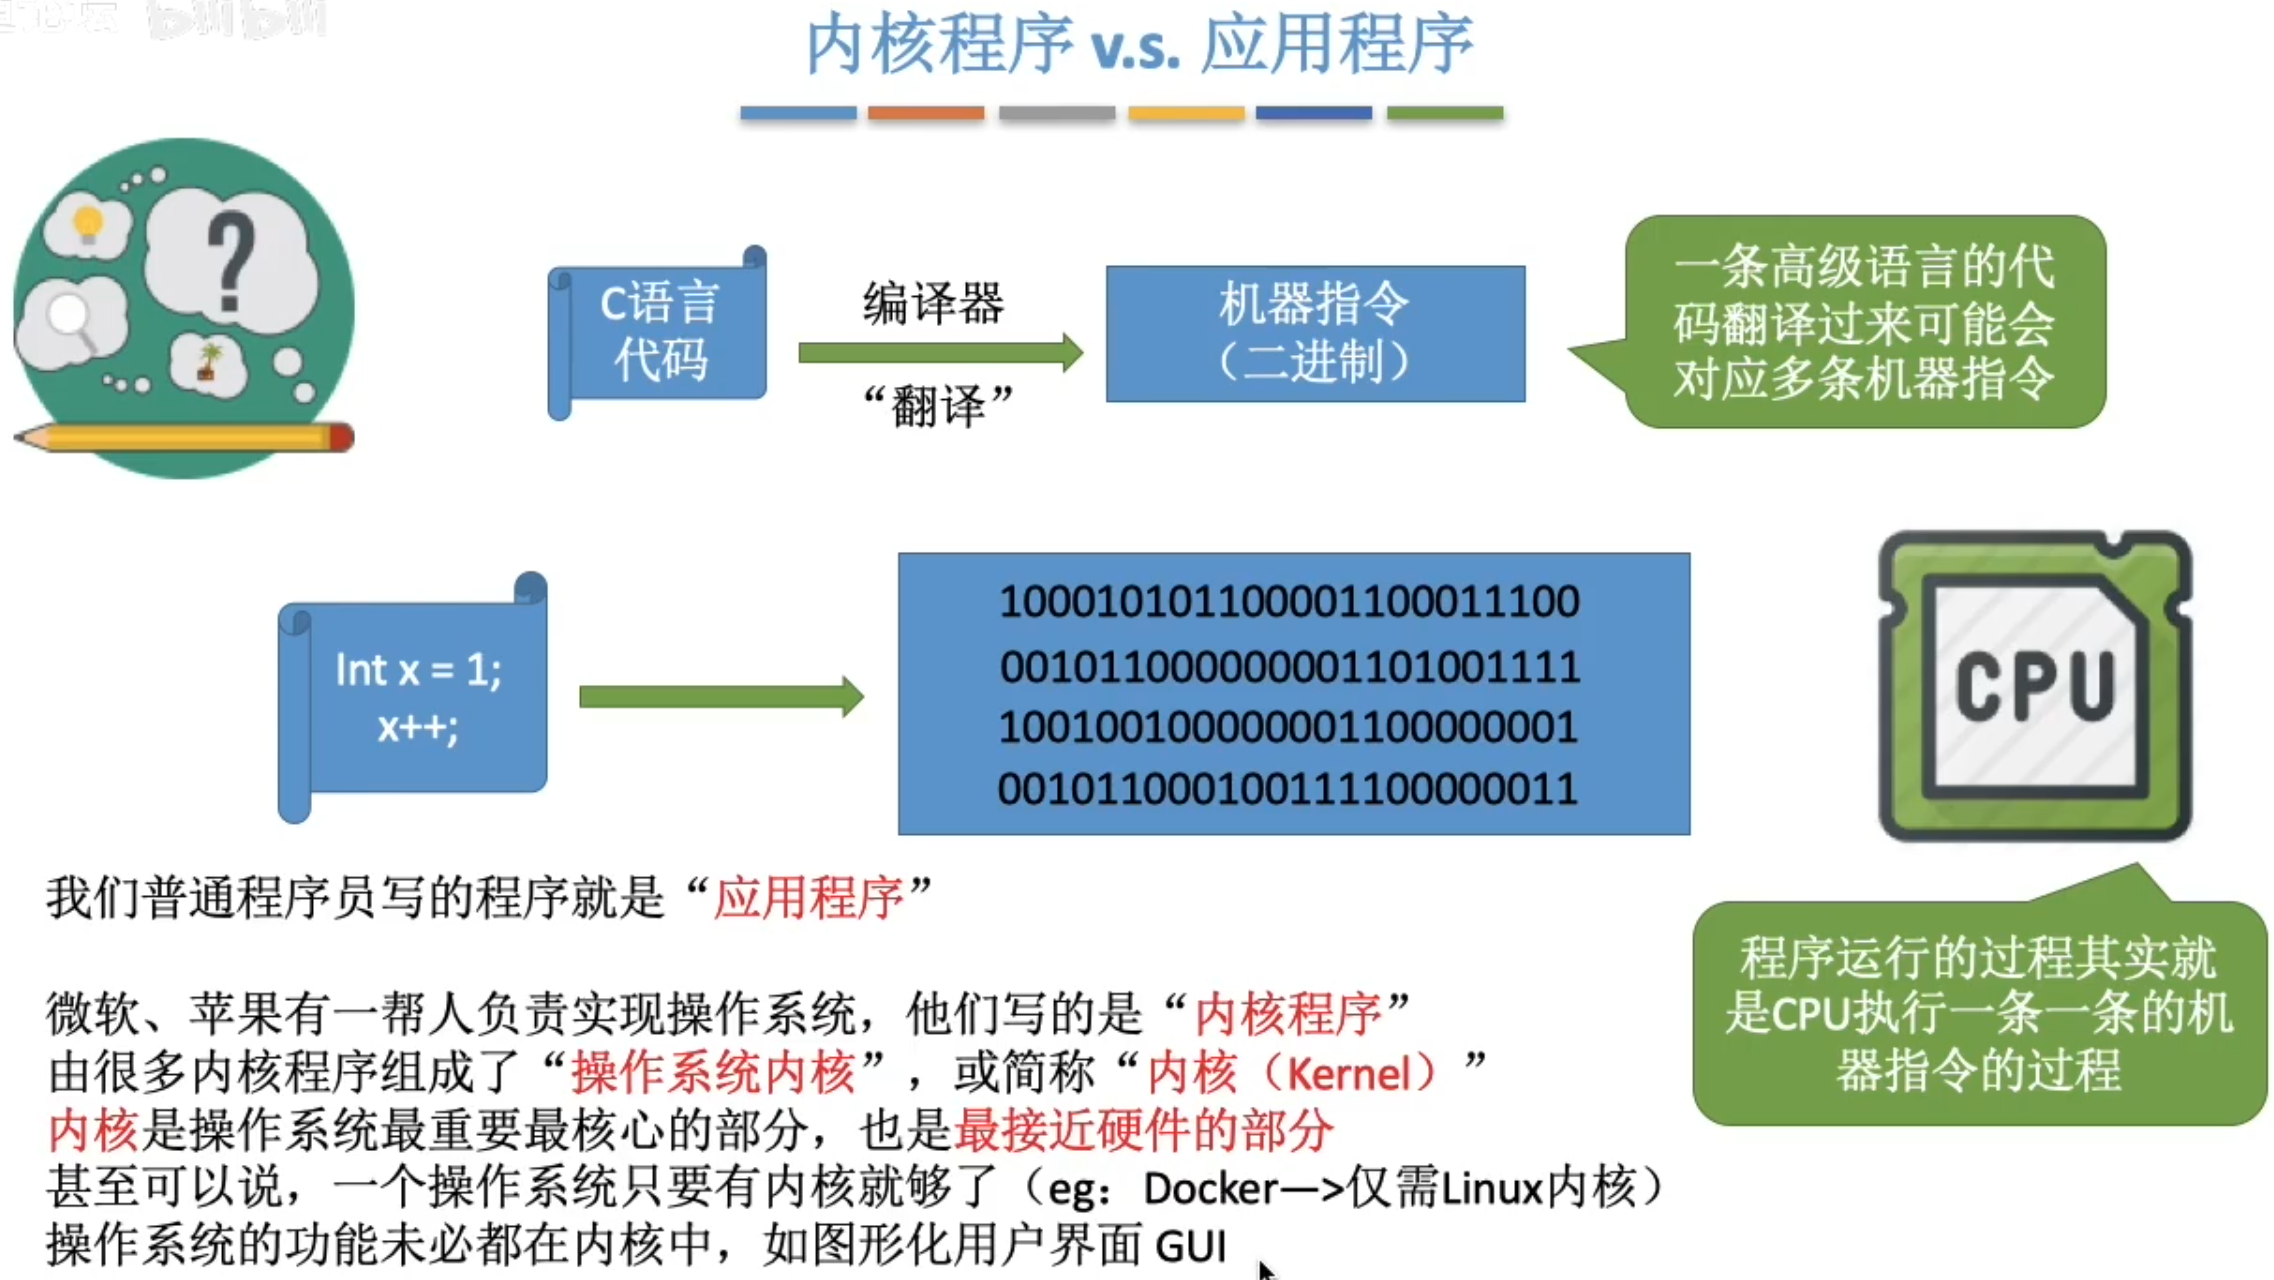 bilibili
内核程序 v.s. 应用程序
C语言
代码
编译器
“翻译”
机器指令
（二进制）
一条高级语言的代
码翻译过来可能会
对应多条机器指令
Int x = 1;
x++;
100010101100001100011100
001011000000001101001111
100100100000001100000001
001011000100111100000011
CPU
我们普通程序员写的程序就是“应用程序”
微软、苹果有一帮人负责实现操作系统，他们写的是“内核程序”
由很多内核程序组成了“操作系统内核”，或简称“内核（Kernel）”
内核是操作系统最重要最核心的部分，也是最接近硬件的部分
甚至可以说，一个操作系统只要有内核就够了（eg：Docker—>仅需Linux内核）
操作系统的功能未必都在内核中，如图形化用户界面 GUI
程序运行的过程其实就
是CPU执行一条一条的机
器指令的过程